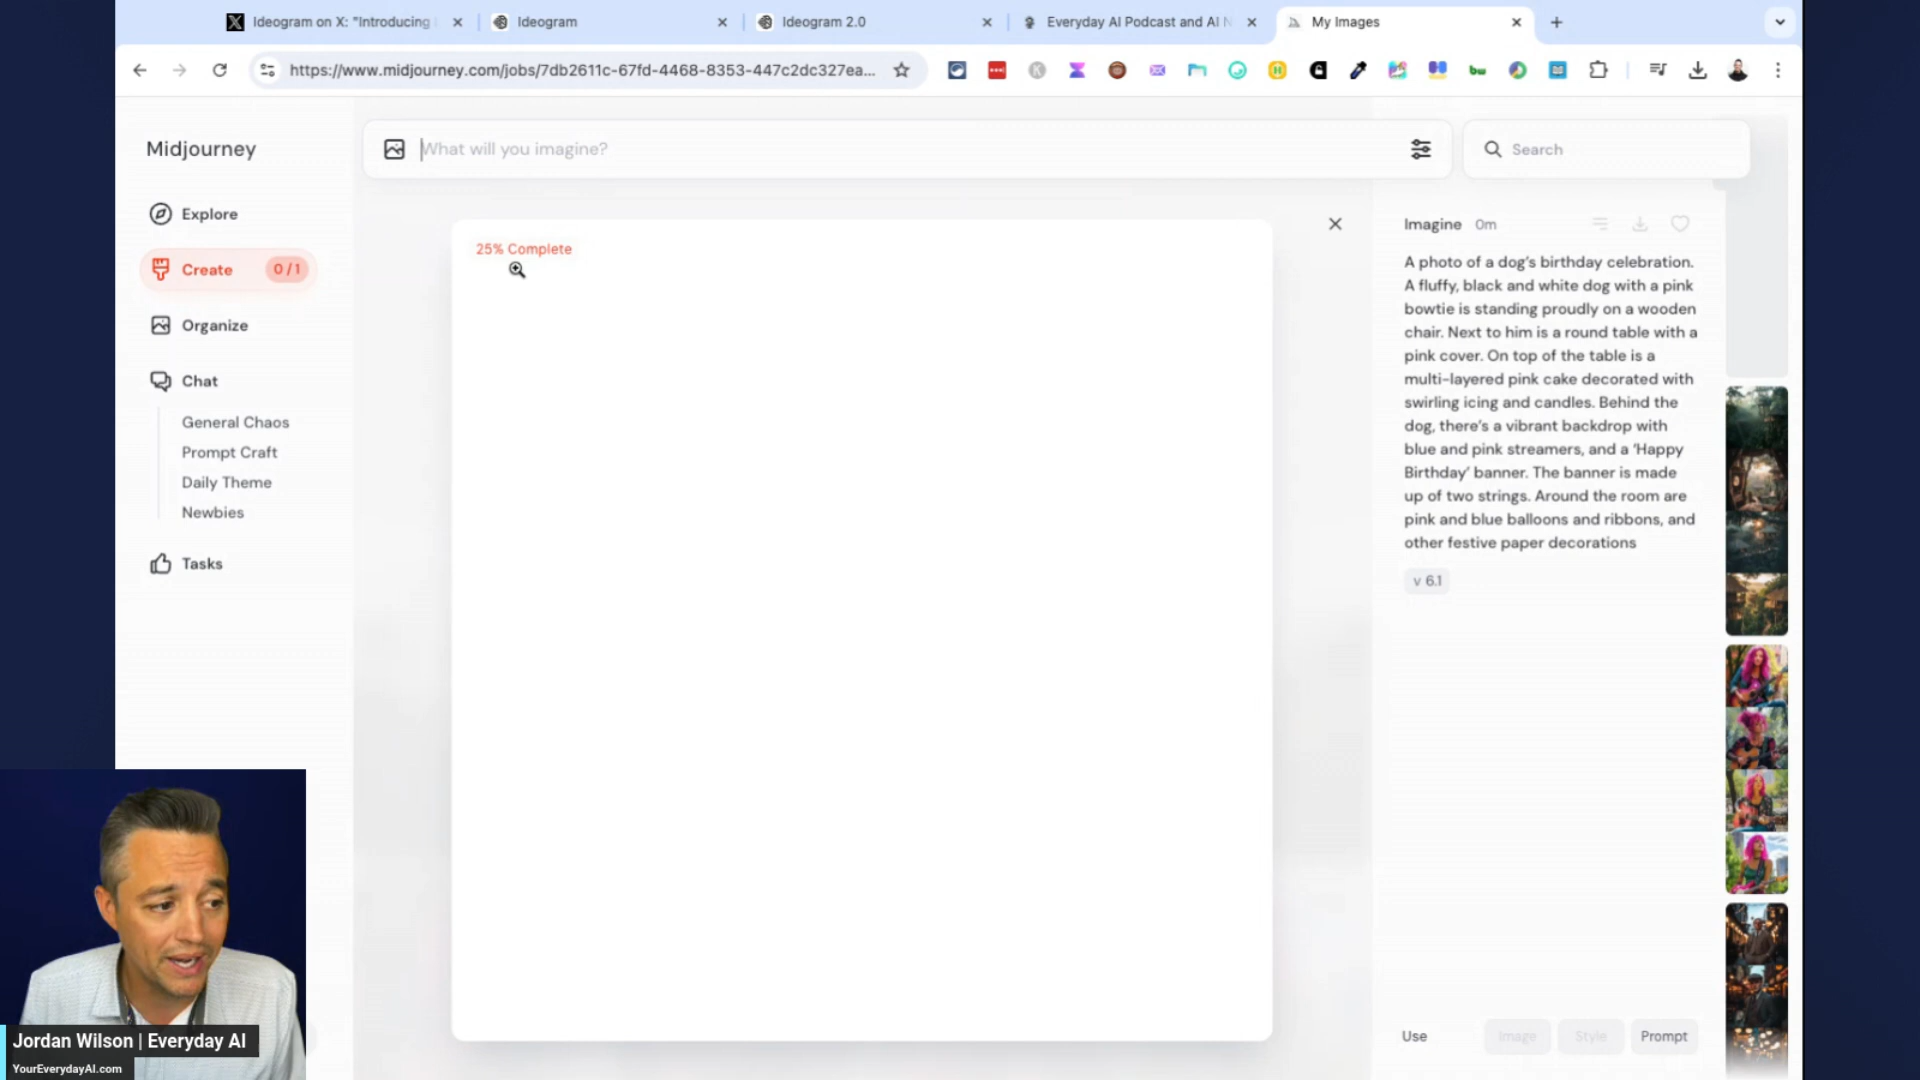 Ideogram on X: "Introducing
Ideogram
Ideogram 2.0
Everyday AI Podcast and AI N
My Images
https://www.midjourney.com/jobs/7db2611c-67fd-4468-8353-447c2dc327ea...
Midjourney
What will you imagine?
Search
Explore
Create 0/1
Organize
Chat
General Chaos
Prompt Craft
Daily Theme
Newbies
Tasks
25% Complete
Imagine 0m
A photo of a dog’s birthday celebration.
A fluffy, black and white dog with a pink
bowtie is standing proudly on a wooden
chair. Next to him is a round table with a
pink cover. On top of the table is a
multi-layered pink cake decorated with
swirling icing and candles. Behind the
dog, there’s a vibrant backdrop with
blue and pink streamers, and a ‘Happy
Birthday’ banner. The banner is made
up of two strings. Around the room are
pink and blue balloons and ribbons, and
other festive paper decorations
v 6.1
Use Image Style Prompt
Jordan Wilson | Everyday AI
YourEverydayAI.com